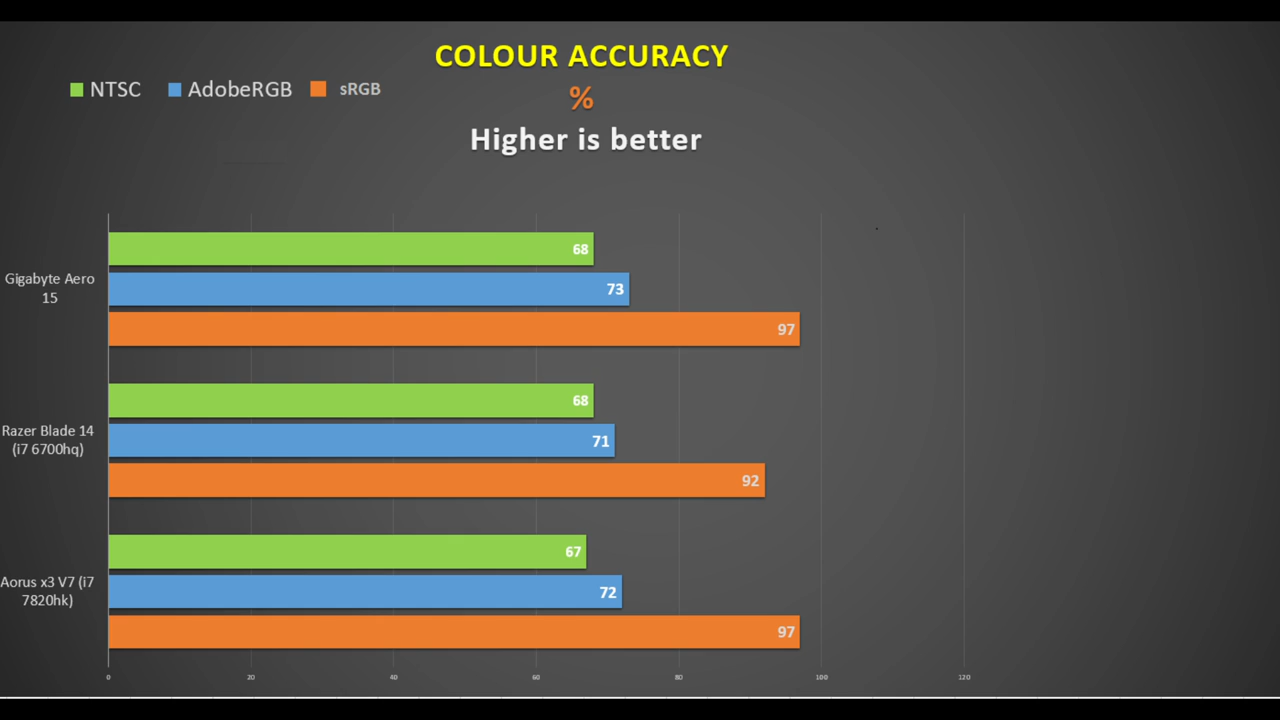 COLOUR ACCURACY
%
Higher is better
NTSC AdobeRGB sRGB
Gigabyte Aero
15
68
73
97
Razer Blade 14
(i7 6700hq)
68
71
92
Aorus x3 V7 (i7
7820hk)
67
72
97
0 20 40 60 80 100 120